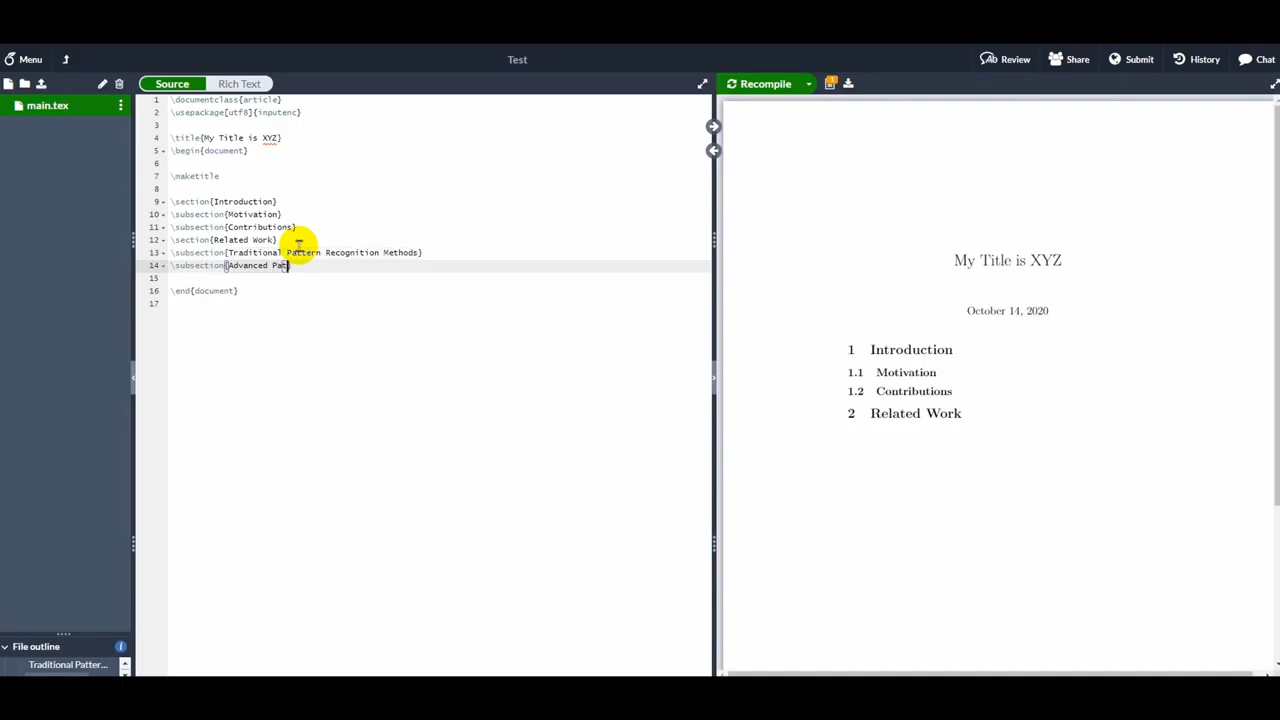 Menu
Test
Review
Share
Submit
History
Chat
Source
Rich Text
Recompile
main.tex
1 \documentclass{article}
2 \usepackage[utf8]{inputenc}
3
4 \title{My Title is XYZ}
5 \begin{document}
6
7 \maketitle
8
9 \section{Introduction}
10 \subsection{Motivation}
11 \subsection{Contributions}
12 \section{Related Work}
13 \subsection{Traditional Pattern Recognition Methods}
14 \subsection{Advanced Pat}
15
16 \end{document}
17
My Title is XYZ
October 14, 2020
1 Introduction
1.1 Motivation
1.2 Contributions
2 Related Work
File outline
Traditional Patter...